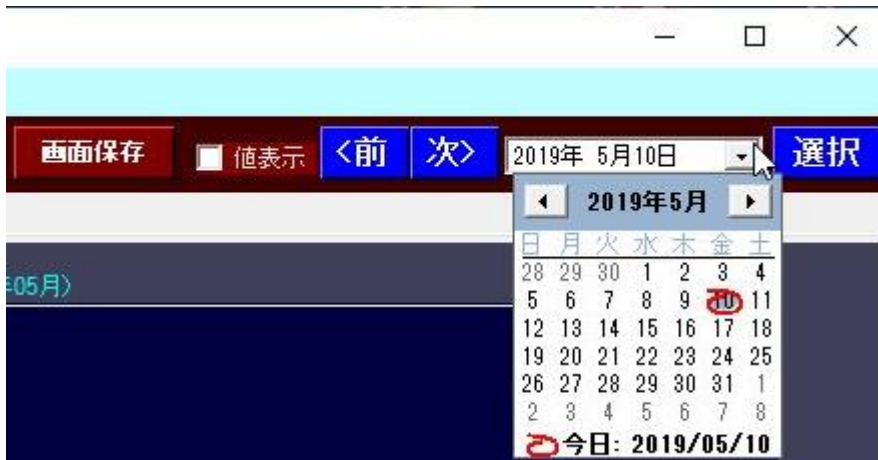 画面保存 値表示 <前 次> 2019年 5月10日 選択
2019年5月
日 月 火 水 木 金 土
28 29 30 1 2 3 4
5 6 7 8 9 10 11
12 13 14 15 16 17 18
19 20 21 22 23 24 25
26 27 28 29 30 31 1
2 3 4 5 6 7 8
今日: 2019/05/10
05月)